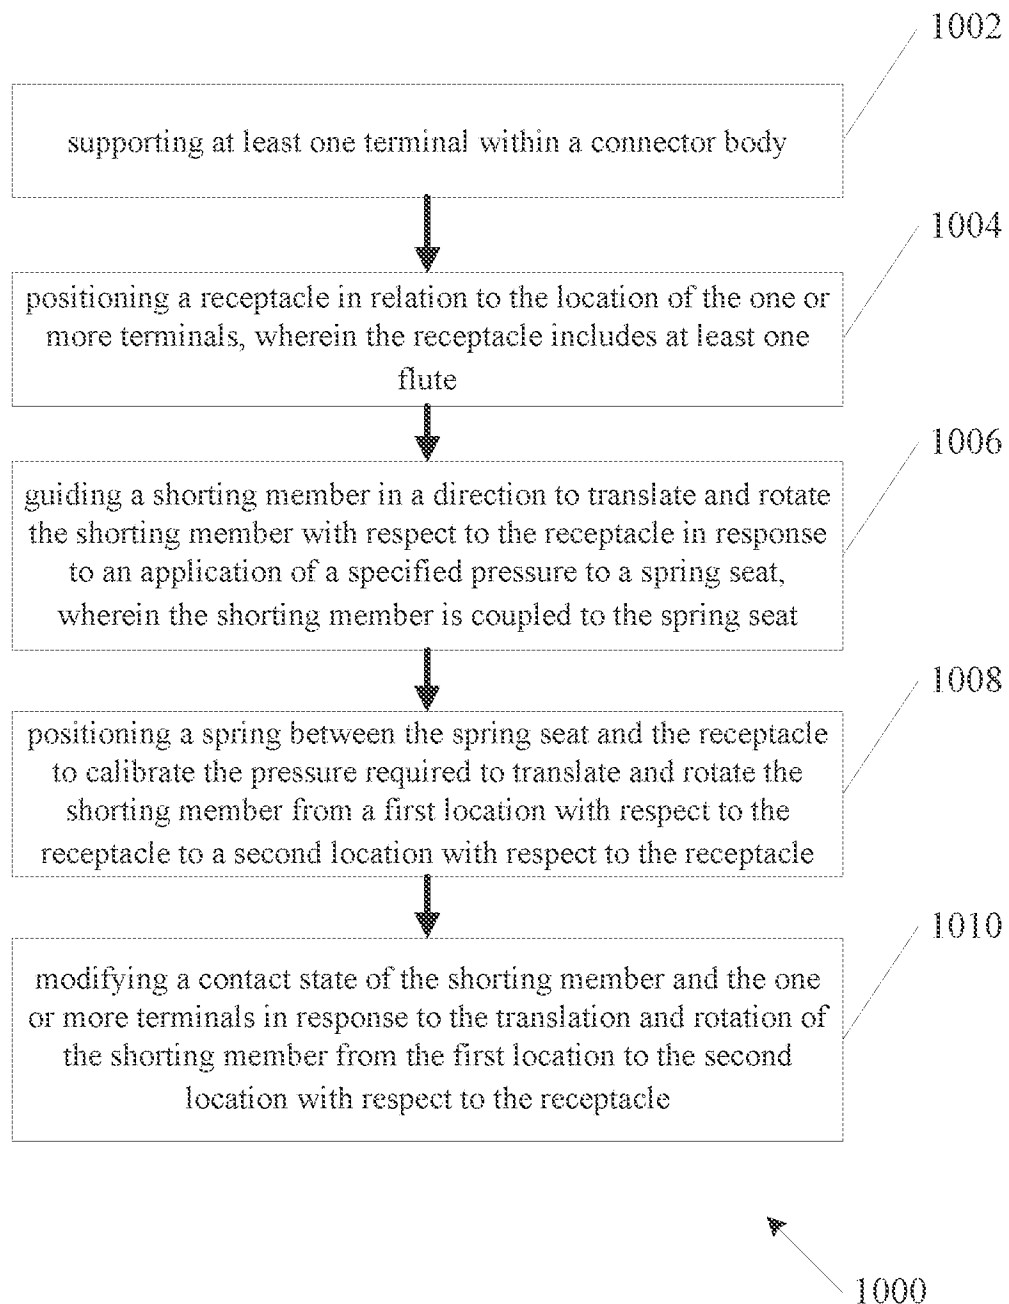 1002
supporting at least one terminal within a connector body
1004
positioning a receptacle in relation to the location of the one or
more terminals, wherein the receptacle includes at least one
flute
1006
guiding a shorting member in a direction to translate and rotate
the shorting member with respect to the receptacle in response
to an application of a specified pressure to a spring seat,
wherein the shorting member is coupled to the spring seat
1008
positioning a spring between the spring seat and the receptacle
to calibrate the pressure required to translate and rotate the
shorting member from a first location with respect to the
receptacle to a second location with respect to the receptacle
1010
modifying a contact state of the shorting member and the one
or more terminals in response to the translation and rotation of
the shorting member from the first location to the second
location with respect to the receptacle
1000